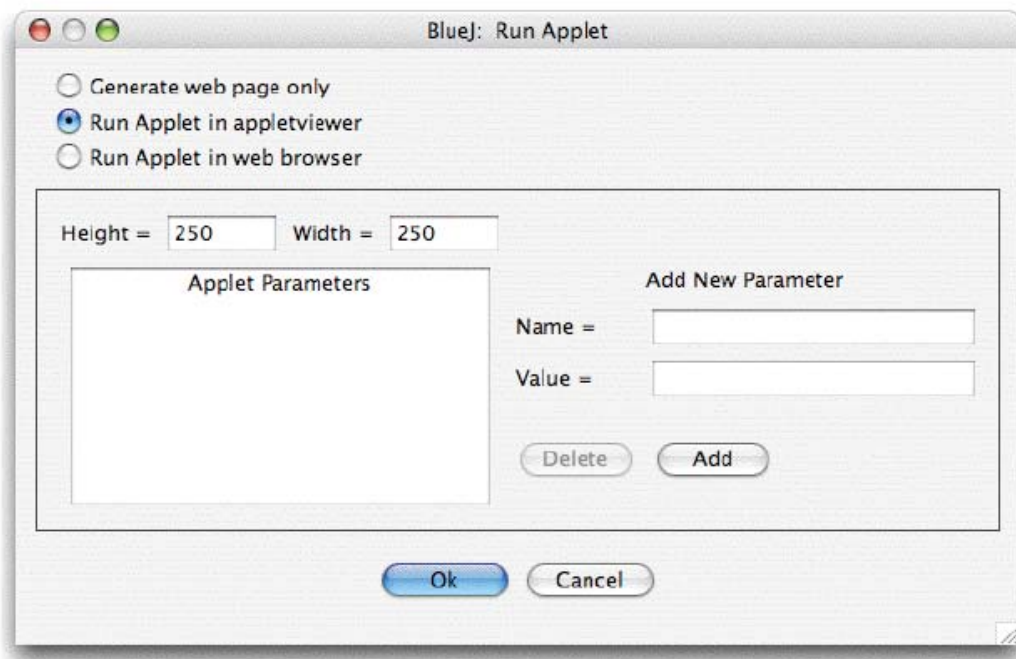 BlueJ: Run Applet
Generate web page only
Run Applet in appletviewer
Run Applet in web browser
Height = 250 Width = 250
Applet Parameters
Add New Parameter
Name =
Value =
Delete Add
Ok Cancel